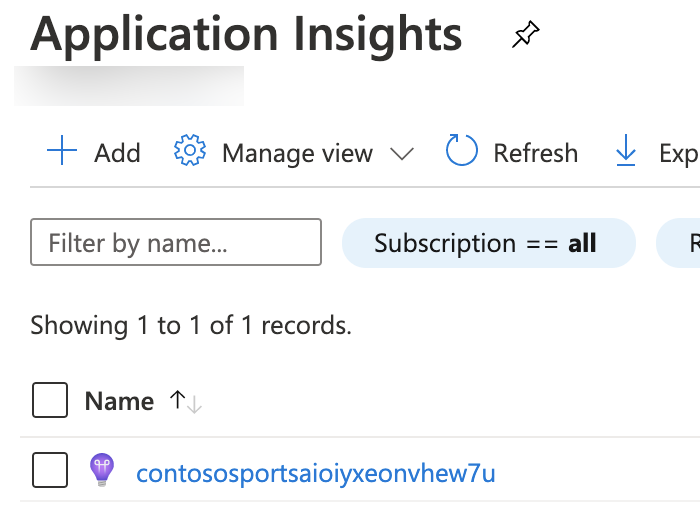 Application Insights
Add Manage view Refresh Exp
Filter by name... Subscription == all R
Showing 1 to 1 of 1 records.
Name ↑↓
contososportsaioiyxeonvhew7u